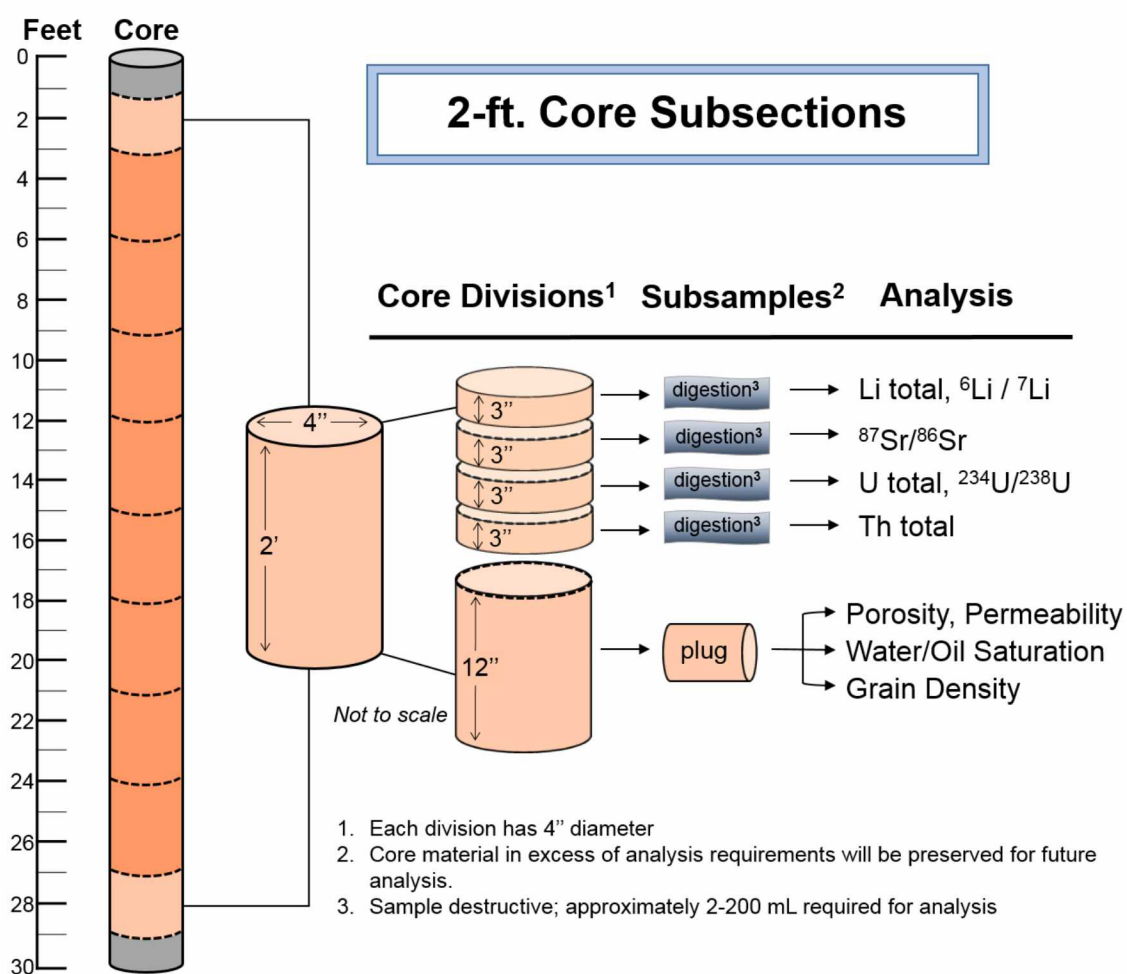 Feet Core
0
2
4
6
8
10
12
14
16
18
20
22
24
26
28
30
2-ft. Core Subsections
Core Divisions¹ Subsamples² Analysis
4’’
2’
3’’
3’’
3’’
3’’
12’’
digestion³
digestion³
digestion³
digestion³
plug
Li total, ⁶Li / ⁷Li
⁸⁷Sr/⁸⁶Sr
U total, ²³⁴U/²³⁸U
Th total
Porosity, Permeability
Water/Oil Saturation
Grain Density
Not to scale
1. Each division has 4’’ diameter
2. Core material in excess of analysis requirements will be preserved for future
analysis.
3. Sample destructive; approximately 2-200 mL required for analysis